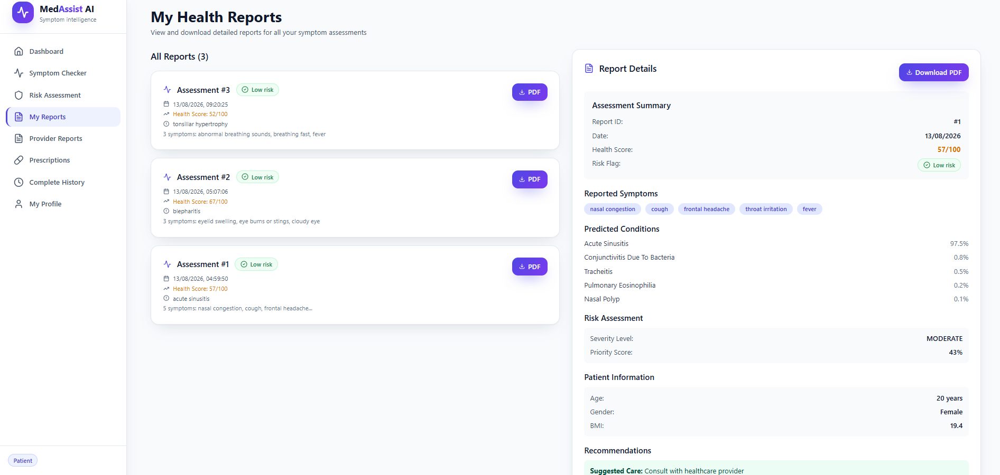 MedAssist AI
Symptom intelligence
Dashboard
Symptom Checker
Risk Assessment
My Reports
Provider Reports
Prescriptions
Complete History
My Profile
Patient
My Health Reports
View and download detailed reports for all your symptom assessments
All Reports (3)
Assessment #3 Low risk
PDF
13/08/2026, 09:20:25
Health Score: 52/100
tonsillar hypertrophy
3 symptoms: abnormal breathing sounds, breathing fast, fever
Assessment #2 Low risk
PDF
13/08/2026, 05:07:06
Health Score: 67/100
blepharitis
3 symptoms: eyelid swelling, eye burns or stings, cloudy eye
Assessment #1 Low risk
PDF
13/08/2026, 04:59:50
Health Score: 57/100
acute sinusitis
5 symptoms: nasal congestion, cough, frontal headache...
Report Details
Download PDF
Assessment Summary
Report ID: #1
Date: 13/08/2026
Health Score: 57/100
Risk Flag: Low risk
Reported Symptoms
nasal congestion cough frontal headache throat irritation fever
Predicted Conditions
Acute Sinusitis 97.5%
Conjunctivitis Due To Bacteria 0.8%
Tracheitis 0.5%
Pulmonary Eosinophilia 0.2%
Nasal Polyp 0.1%
Risk Assessment
Severity Level: MODERATE
Priority Score: 43%
Patient Information
Age: 20 years
Gender: Female
BMI: 19.4
Recommendations
Suggested Care: Consult with healthcare provider